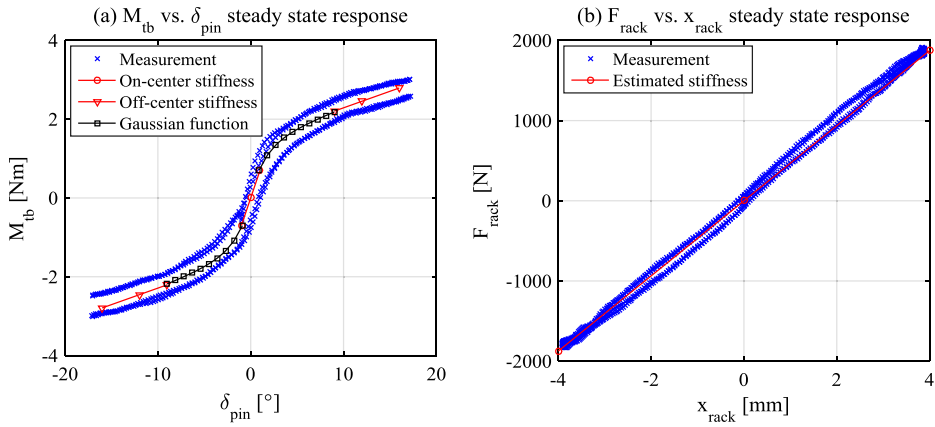 (a) M_tb vs. δ_pin steady state response
4
2
0
-2
-4
M_tb [Nm]
Measurement
On-center stiffness
Off-center stiffness
Gaussian function
-20 -10 0 10 20
δ_pin [°]
(b) F_rack vs. x_rack steady state response
2000
1000
0
-1000
-2000
F_rack [N]
Measurement
Estimated stiffness
-4 -2 0 2 4
x_rack [mm]